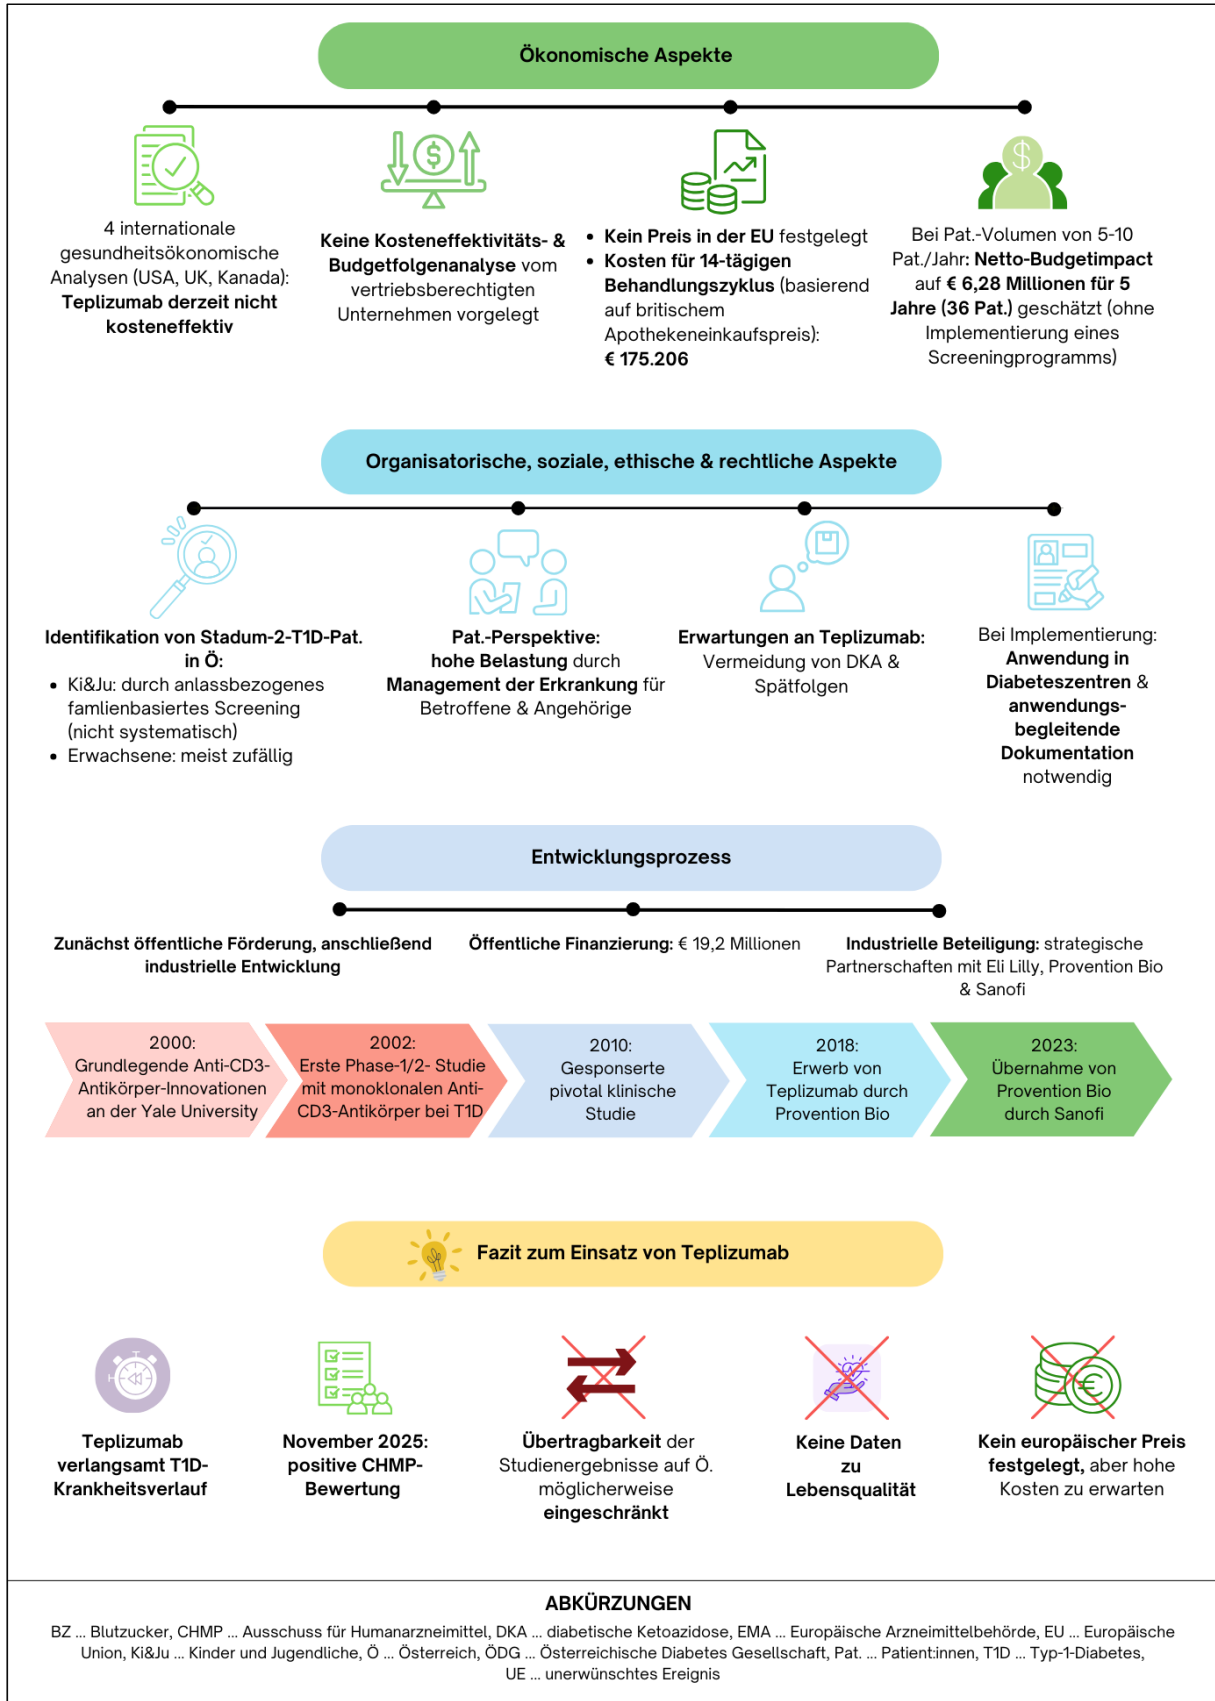 Ökonomische Aspekte
4 internationale
gesundheitsökonomische
Analysen (USA, UK, Kanada):
Teplizumab derzeit nicht
kosteneffektiv
Keine Kosteneffektivitäts- &
Budgetfolgenanalyse vom
vertriebsberechtigten
Unternehmen vorgelegt
• Kein Preis in der EU festgelegt
• Kosten für 14-tägigen
Behandlungszyklus (basierend
auf britischem
Apothekeneinkaufspreis):
€ 175.206
Bei Pat.-Volumen von 5-10
Pat./Jahr: Netto-Budgetimpact
auf € 6,28 Millionen für 5
Jahre (36 Pat.) geschätzt (ohne
Implementierung eines
Screeningprogramms)
Organisatorische, soziale, ethische & rechtliche Aspekte
Identifikation von Stadum-2-T1D-Pat.
in Ö:
• Ki&Ju: durch anlassbezogenes
famlienbasiertes Screening
(nicht systematisch)
• Erwachsene: meist zufällig
Pat.-Perspektive:
hohe Belastung durch
Management der Erkrankung für
Betroffene & Angehörige
Erwartungen an Teplizumab:
Vermeidung von DKA &
Spätfolgen
Bei Implementierung:
Anwendung in
Diabeteszentren &
anwendungs-
begleitende
Dokumentation
notwendig
Entwicklungsprozess
Zunächst öffentliche Förderung, anschließend
industrielle Entwicklung
Öffentliche Finanzierung: € 19,2 Millionen
Industrielle Beteiligung: strategische
Partnerschaften mit Eli Lilly, Provention Bio
& Sanofi
2000:
Grundlegende Anti-CD3-
Antikörper-Innovationen
an der Yale University
2002:
Erste Phase-1/2- Studie
mit monoklonalen Anti-
CD3-Antikörper bei T1D
2010:
Gesponserte
pivotal klinische
Studie
2018:
Erwerb von
Teplizumab durch
Provention Bio
2023:
Übernahme von
Provention Bio
durch Sanofi
Fazit zum Einsatz von Teplizumab
Teplizumab
verlangsamt T1D-
Krankheitsverlauf
November 2025:
positive CHMP-
Bewertung
Übertragbarkeit der
Studienergebnisse auf Ö.
möglicherweise
eingeschränkt
Keine Daten
zu
Lebensqualität
Kein europäischer Preis
festgelegt, aber hohe
Kosten zu erwarten
ABKÜRZUNGEN
BZ ... Blutzucker, CHMP ... Ausschuss für Humanarzneimittel, DKA ... diabetische Ketoazidose, EMA ... Europäische Arzneimittelbehörde, EU ... Europäische
Union, Ki&Ju ... Kinder und Jugendliche, Ö ... Österreich, ÖDG ... Österreichische Diabetes Gesellschaft, Pat. ... Patient:innen, T1D ... Typ-1-Diabetes,
UE ... unerwünschtes Ereignis